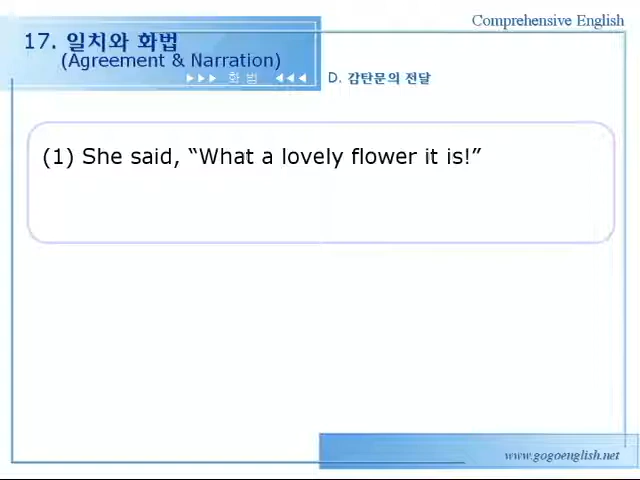 Comprehensive English
17. 일치와 화법
(Agreement & Narration)
▶▶▶ 화 법 ◀◀◀
D. 감탄문의 전달
(1) She said, “What a lovely flower it is!”
www.gogoenglish.net